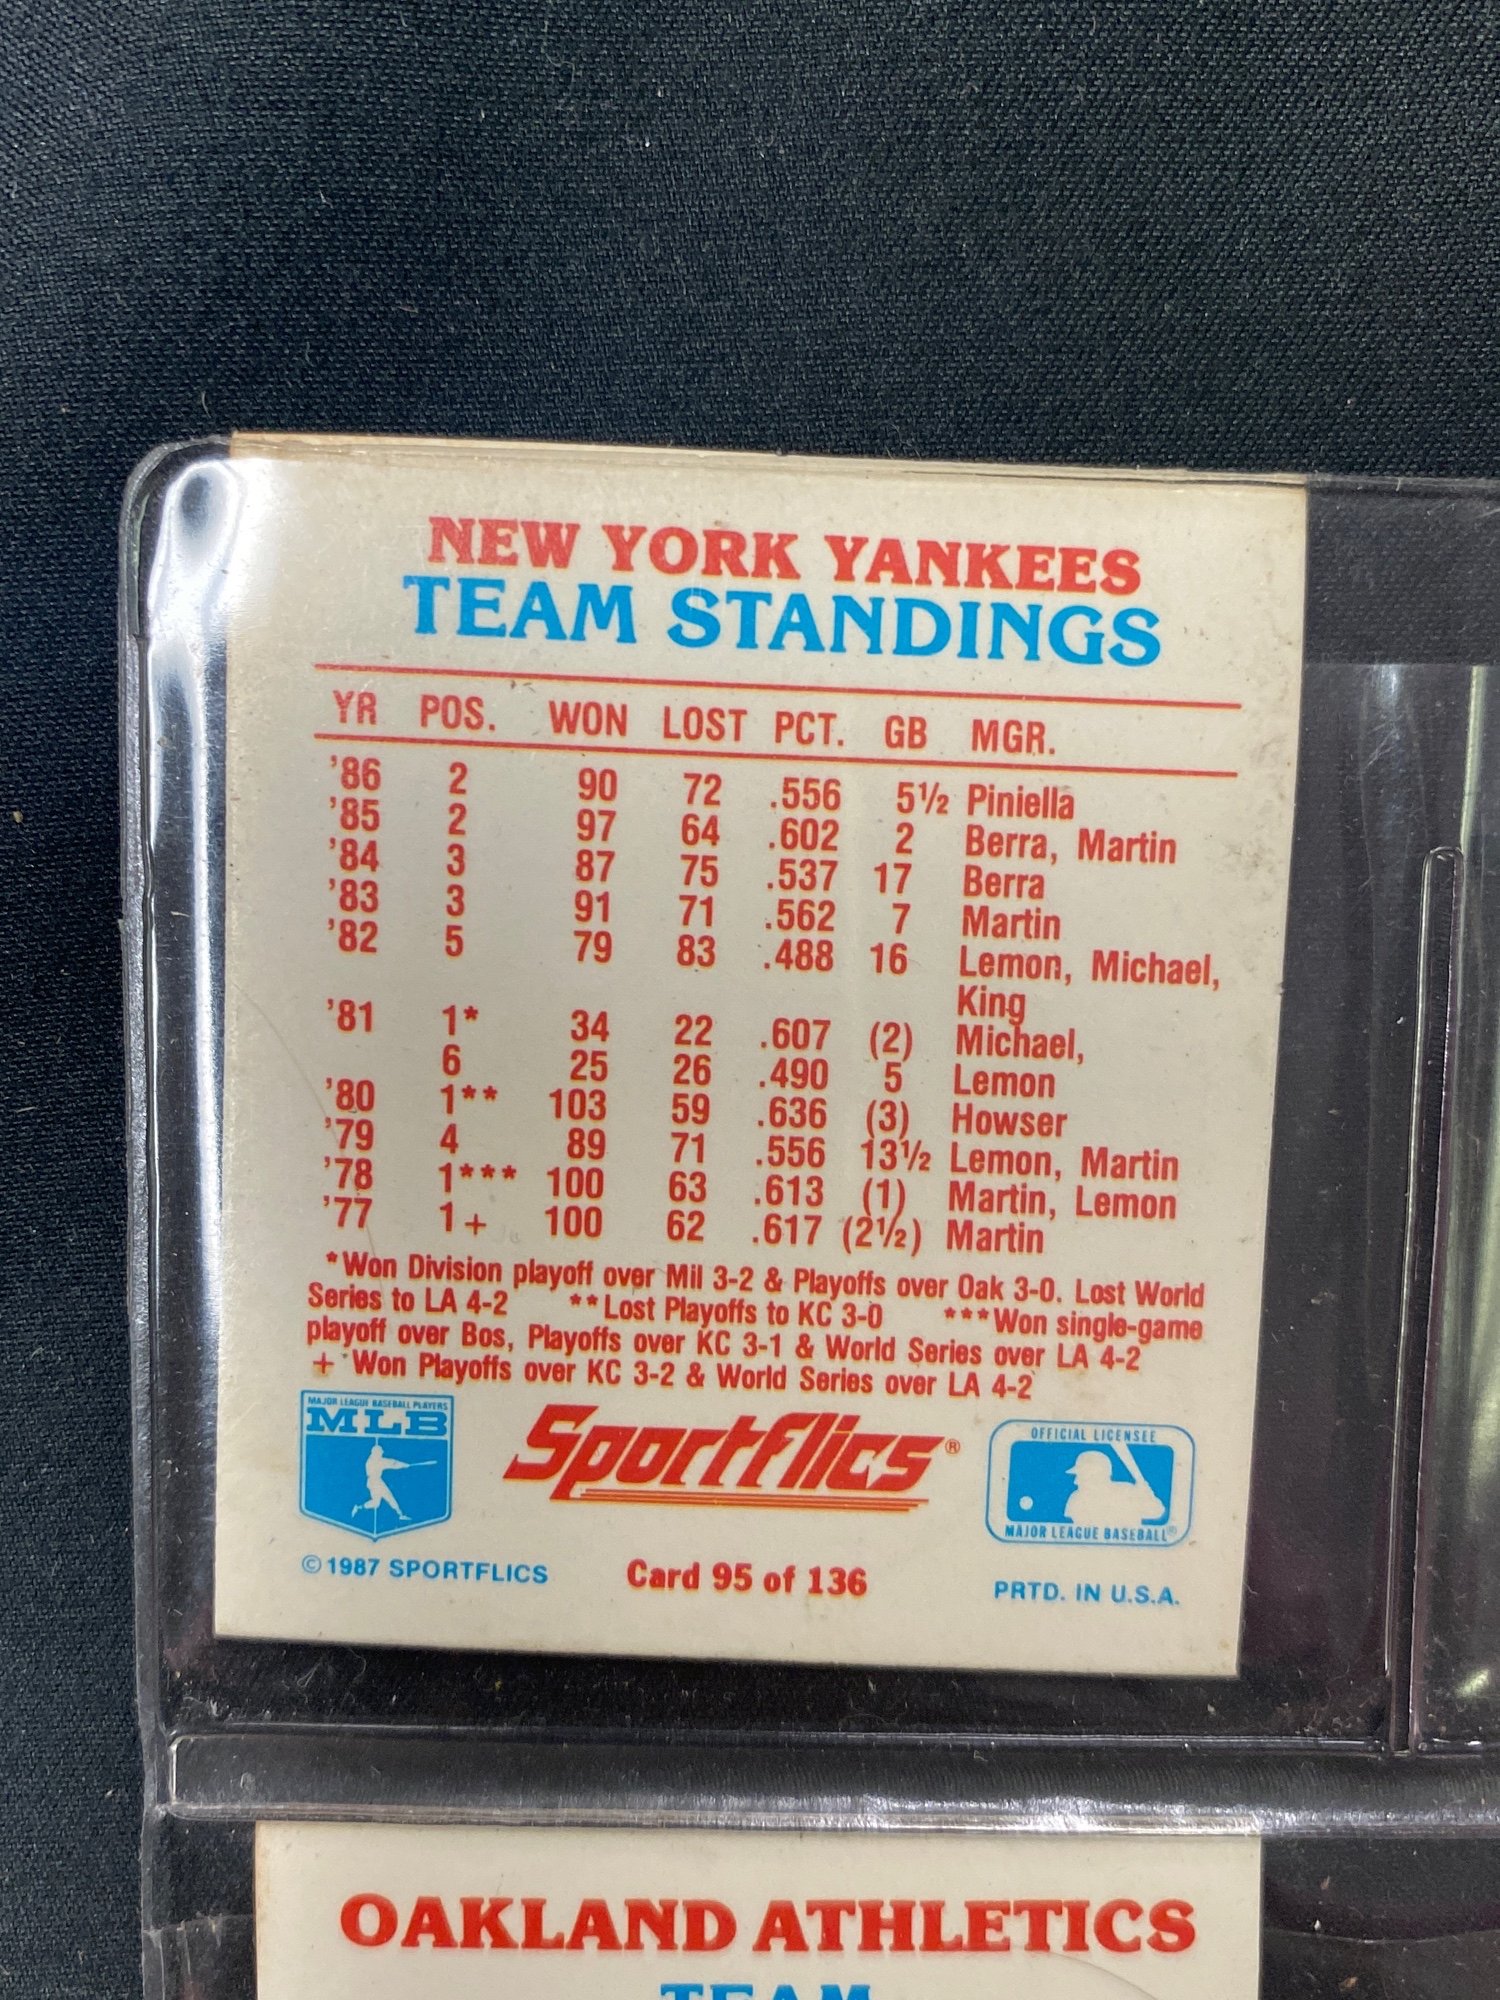 NEW YORK YANKEES
TEAM STANDINGS
YR POS. WON LOST PCT. GB MGR.
'86 2 90 72 .556 5½ Piniella
'85 2 97 64 .602 2 Berra, Martin
'84 3 87 75 .537 17 Berra
'83 3 91 71 .562 7 Martin
'82 5 79 83 .488 16 Lemon, Michael,
King
'81 1* 34 22 .607 (2) Michael,
6 25 26 .490 5 Lemon
'80 1** 103 59 .636 (3) Howser
'79 4 89 71 .556 13½ Lemon, Martin
'78 1*** 100 63 .613 (1) Martin, Lemon
'77 1+ 100 62 .617 (2½) Martin
*Won Division playoff over Mil 3-2 & Playoffs over Oak 3-0. Lost World
Series to LA 4-2 **Lost Playoffs to KC 3-0 ***Won single-game
playoff over Bos, Playoffs over KC 3-1 & World Series over LA 4-2
+ Won Playoffs over KC 3-2 & World Series over LA 4-2
MAJOR LEAGUE BASEBALL PLAYERS
MLB
Sportflics®
OFFICIAL LICENSEE
MAJOR LEAGUE BASEBALL®
© 1987 SPORTFLICS
Card 95 of 136
PRTD. IN U.S.A.
OAKLAND ATHLETICS
TEAM